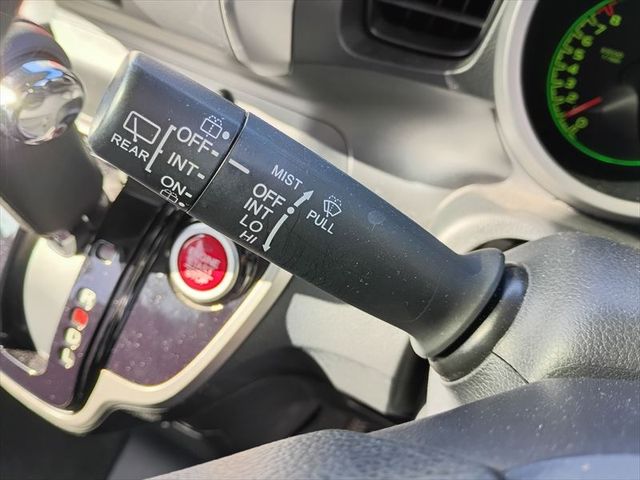 REAR
OFF
INT
ON
MIST
OFF
INT
LO
HI
PULL